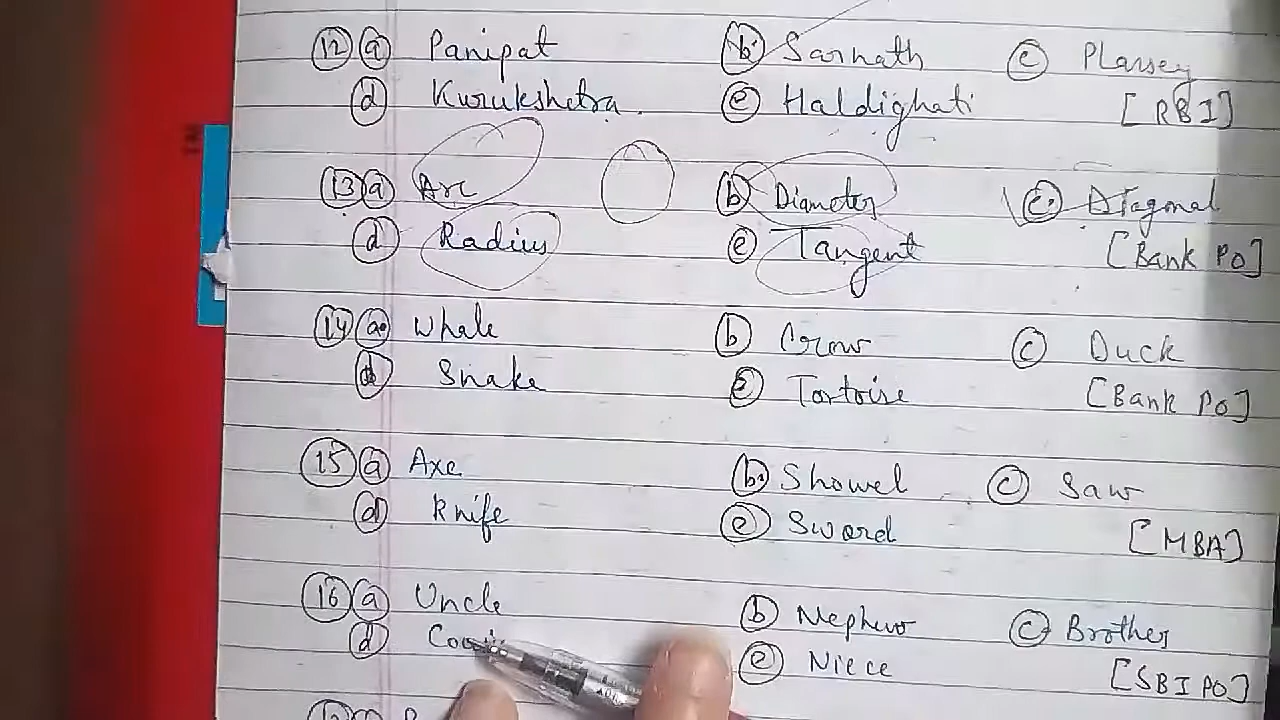 12 a Panipat b Sarnath c PLassey
d Kurukshetra. e Haldighati [RBI]
13 a Arc b Diameter c. Diagonal
d Radius e Tangent [Bank PO]
14 a Whale b Crow c Duck
d Snake e Tortoise [Bank PO]
15 a Axe b Showel c Saw
d Knife e Sword [MBA]
16 a Uncle b Nephew c Brother
d e Niece [SBI PO]